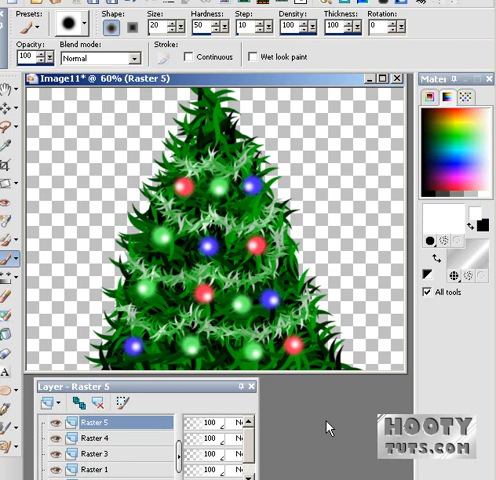 Presets: Shape: Size: Hardness: Step: Density: Thickness: Rotation:
20 50 10 100 100 0
Opacity: Blend mode: Stroke:
100 Normal Continuous Wet look paint
Image11* @ 60% (Raster 5)
Mate
All tools
Layer - Raster 5
Raster 5 100
Raster 4 100
Raster 3 100
Raster 1 100
HOOTY
TUTS.COM